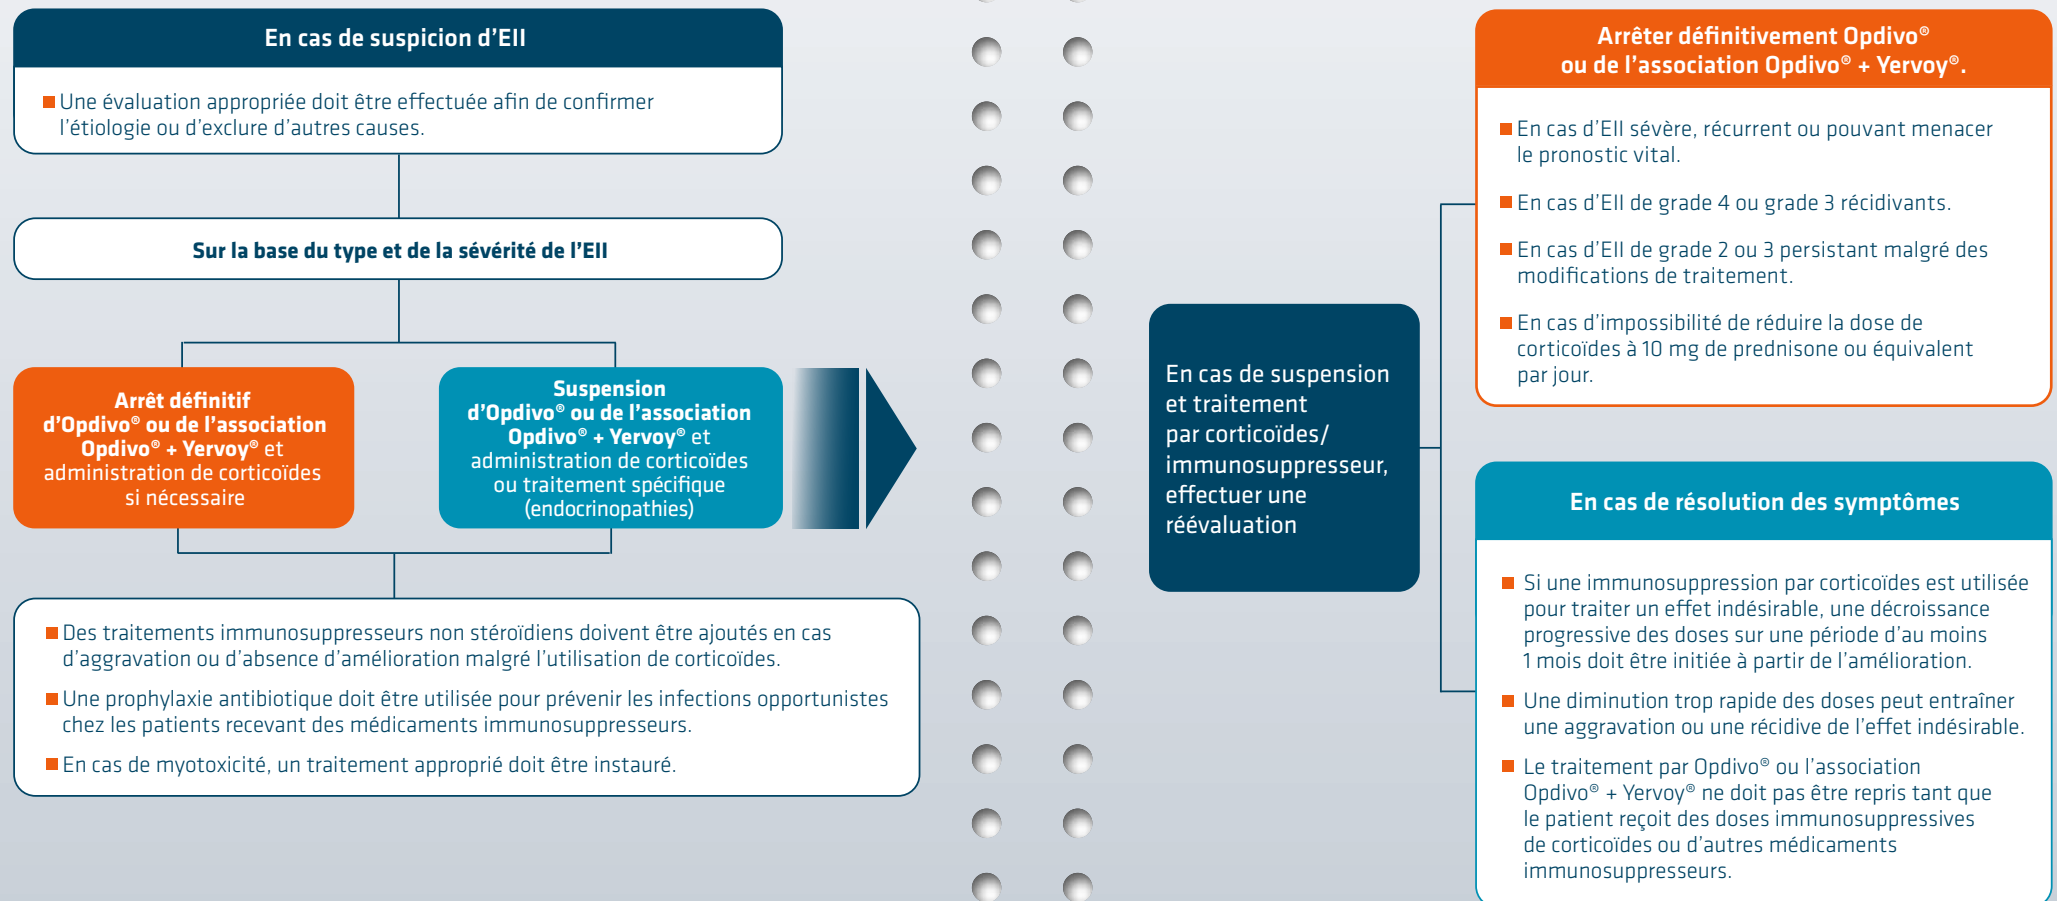 En cas de suspicion d’EII
Une évaluation appropriée doit être effectuée afin de confirmer
l’étiologie ou d’exclure d’autres causes.
Sur la base du type et de la sévérité de l’EII
Arrêt définitif
d’Opdivo® ou de l’association
Opdivo® + Yervoy® et
administration de corticoïdes
si nécessaire
Suspension
d’Opdivo® ou de l’association
Opdivo® + Yervoy® et
administration de corticoïdes
ou traitement spécifique
(endocrinopathies)
Des traitements immunosuppresseurs non stéroïdiens doivent être ajoutés en cas
d’aggravation ou d’absence d’amélioration malgré l’utilisation de corticoïdes.
Une prophylaxie antibiotique doit être utilisée pour prévenir les infections opportunistes
chez les patients recevant des médicaments immunosuppresseurs.
En cas de myotoxicité, un traitement approprié doit être instauré.
En cas de suspension
et traitement
par corticoïdes/
immunosuppresseur,
effectuer une
réévaluation
Arrêter définitivement Opdivo®
ou de l’association Opdivo® + Yervoy®.
En cas d’EII sévère, récurrent ou pouvant menacer
le pronostic vital.
En cas d’EII de grade 4 ou grade 3 récidivants.
En cas d’EII de grade 2 ou 3 persistant malgré des
modifications de traitement.
En cas d’impossibilité de réduire la dose de
corticoïdes à 10 mg de prednisone ou équivalent
par jour.
En cas de résolution des symptômes
Si une immunosuppression par corticoïdes est utilisée
pour traiter un effet indésirable, une décroissance
progressive des doses sur une période d’au moins
1 mois doit être initiée à partir de l’amélioration.
Une diminution trop rapide des doses peut entraîner
une aggravation ou une récidive de l’effet indésirable.
Le traitement par Opdivo® ou l’association
Opdivo® + Yervoy® ne doit pas être repris tant que
le patient reçoit des doses immunosuppressives
de corticoïdes ou d’autres médicaments
immunosuppresseurs.